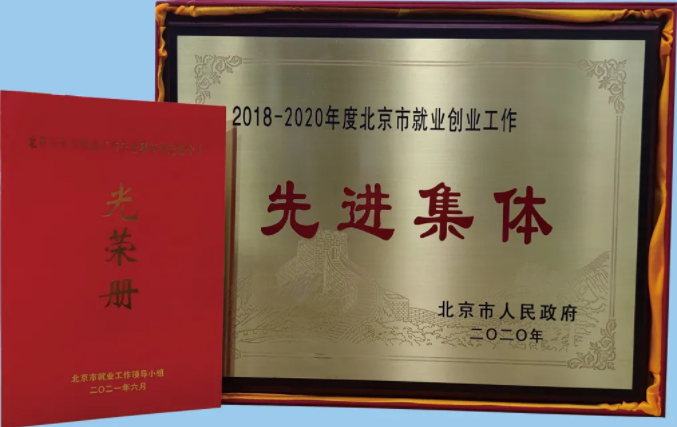 2018-2020年度北京市就业创业工作
先进集体
北京市人民政府
二〇二〇年
光荣册
北京市就业工作领导小组
二〇二一年六月